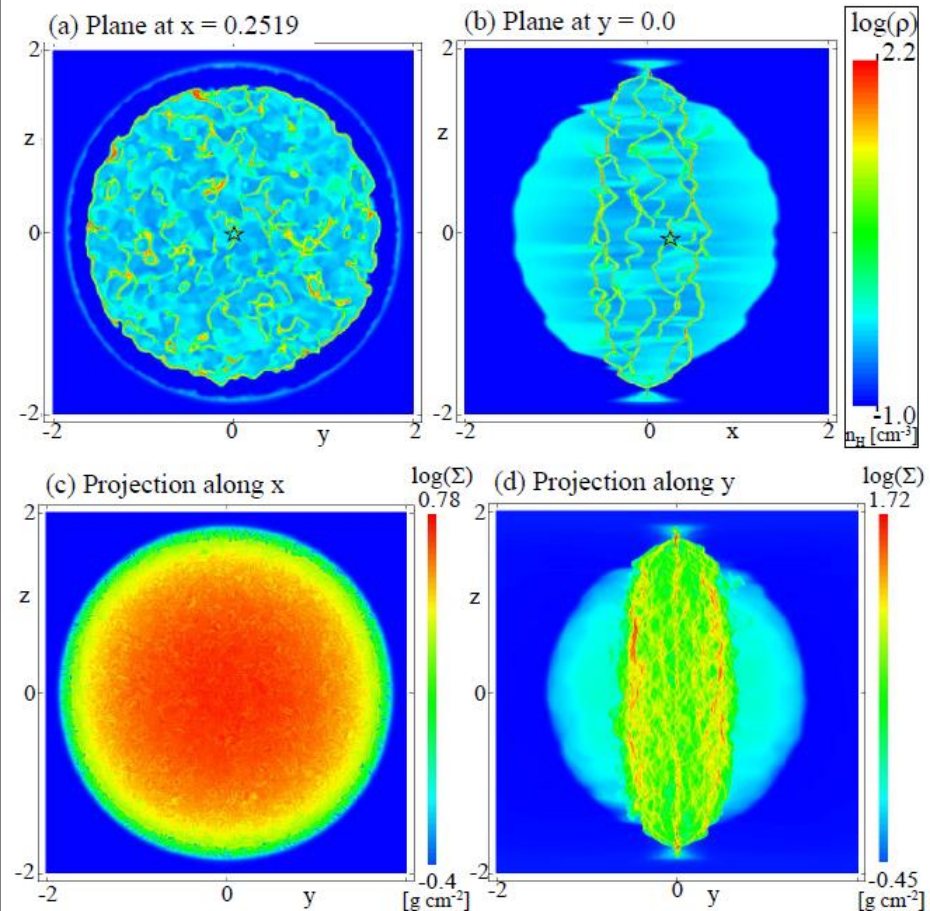 (a) Plane at x = 0.2519
(b) Plane at y = 0.0
log(ρ)
2.2
2
z
0
-2
-2
0
y
2
2
z
0
-2
-2
0
x
2
-1.0
n_H [cm⁻³]
(c) Projection along x
log(Σ)
0.78
(d) Projection along y
log(Σ)
1.72
2
z
0
-2
-2
0
y
2
-0.4
[g cm⁻²]
2
z
0
-2
-2
0
y
2
-0.45
[g cm⁻²]